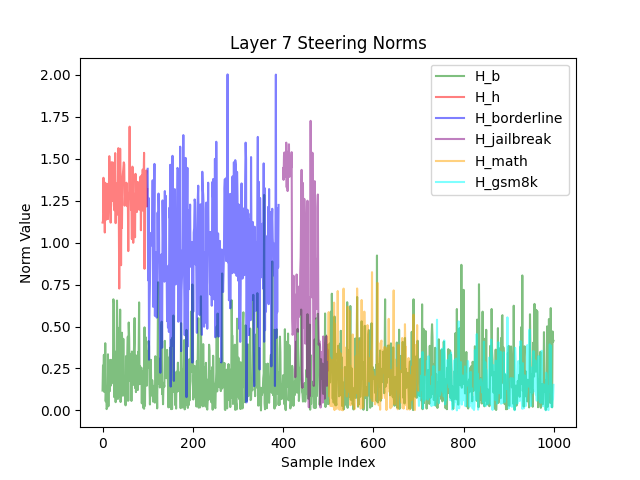 Layer 7 Steering Norms
2.00
1.75
1.50
1.25
1.00
0.75
0.50
0.25
0.00
Norm Value
H_b
H_h
H_borderline
H_jailbreak
H_math
H_gsm8k
0 200 400 600 800 1000
Sample Index